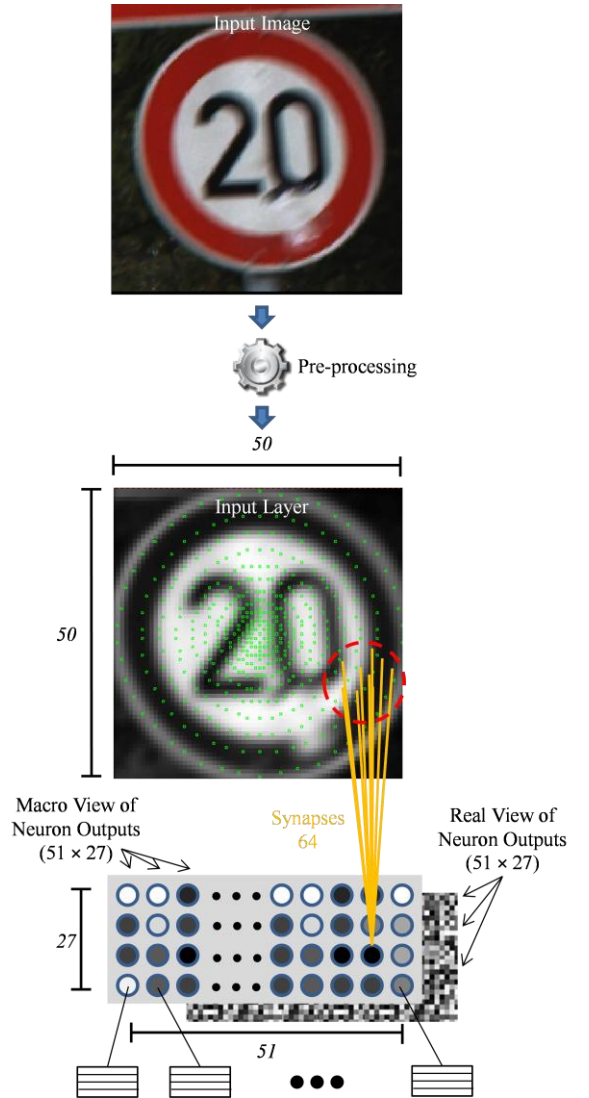 Input Image
20
Pre-processing
50
Input Layer
50
20
Macro View of
Neuron Outputs
(51 × 27)
Synapses
64
Real View of
Neuron Outputs
(51 × 27)
27
51